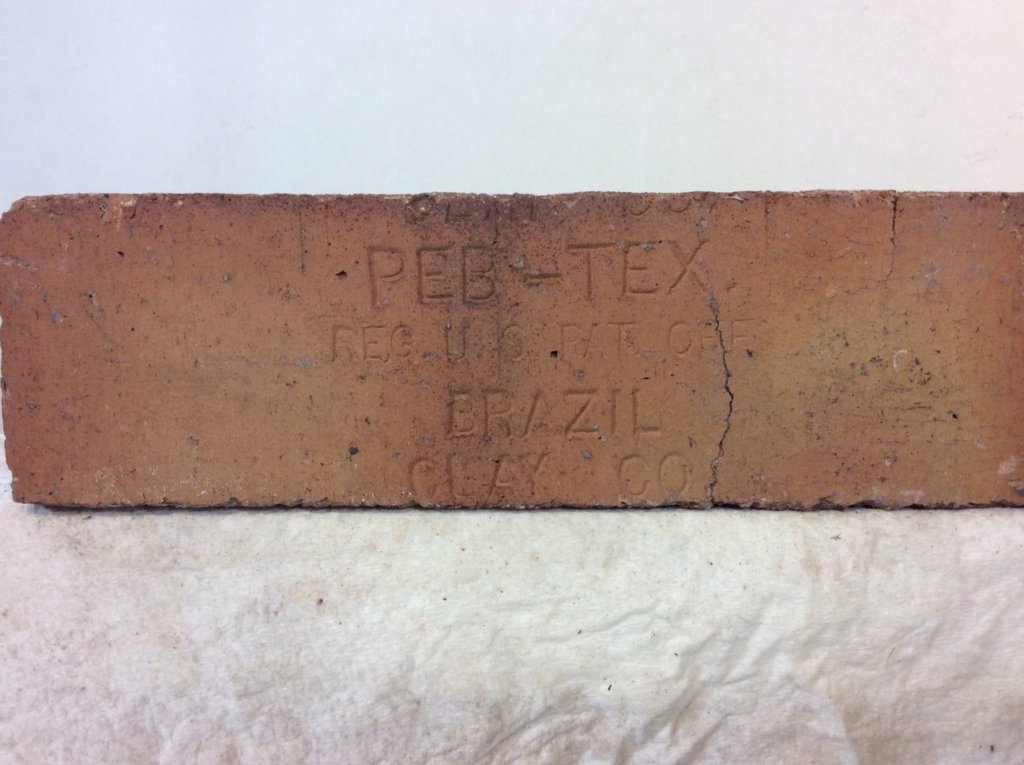 PEB-TEX
REG. U.S. PAT. OFF
BRAZIL
CLAY CO